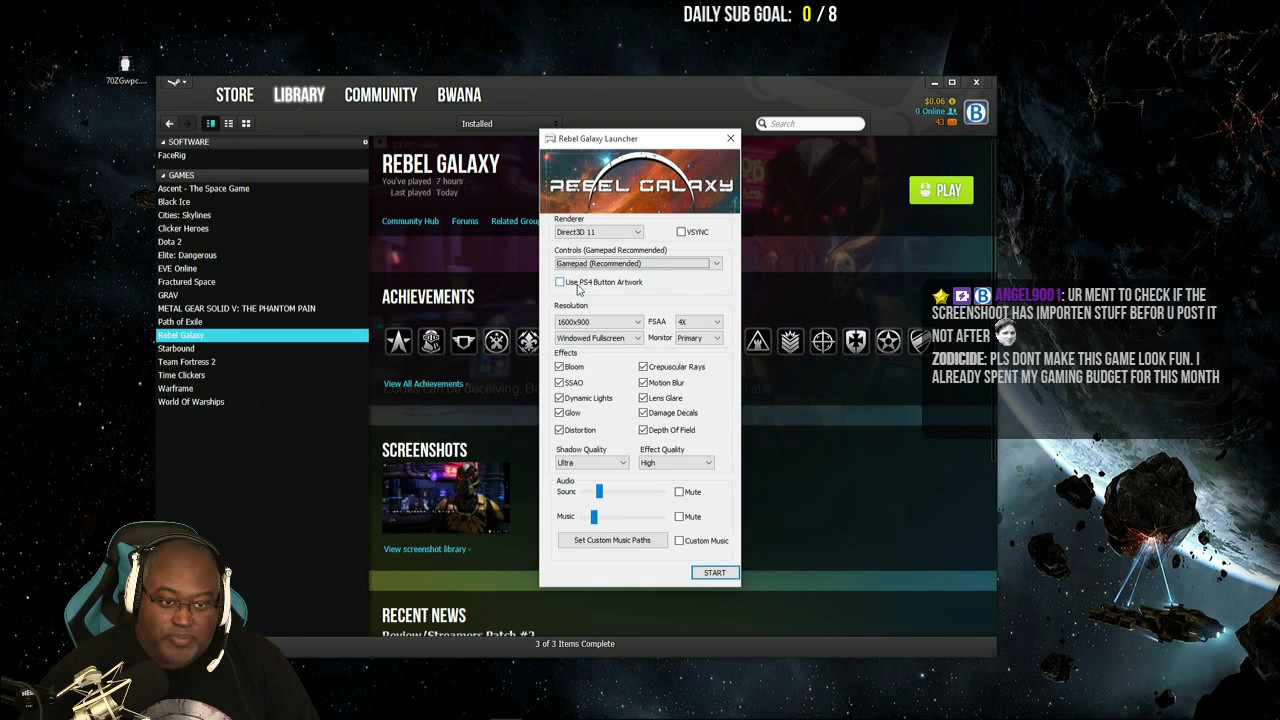 DAILY SUB GOAL: 0 / 8
70ZGwpc....
STORE LIBRARY COMMUNITY BWANA
$0.06
0 Online
43
Installed
Search
SOFTWARE
FaceRig
GAMES
Ascent - The Space Game
Black Ice
Cities: Skylines
Clicker Heroes
Dota 2
Elite: Dangerous
EVE Online
Fractured Space
GRAV
METAL GEAR SOLID V: THE PHANTOM PAIN
Path of Exile
Rebel Galaxy
Starbound
Team Fortress 2
Time Clickers
Warframe
World Of Warships
REBEL GALAXY
You've played 7 hours
Last played Today
PLAY
Community Hub Forums Related Grou
ACHIEVEMENTS
View All Achievements
SCREENSHOTS
View screenshot library
RECENT NEWS
Review/Streamers Patch #2
3 of 3 Items Complete
Rebel Galaxy Launcher
REBEL GALAXY
Renderer
Direct3D 11 VSYNC
Controls (Gamepad Recommended)
Gamepad (Recommended)
Use PS4 Button Artwork
Resolution
1600x900 FSAA 4X
Windowed Fullscreen Monitor Primary
Effects
Bloom Crepuscular Rays
SSAO Motion Blur
Dynamic Lights Lens Glare
Glow Damage Decals
Distortion Depth Of Field
Shadow Quality Effect Quality
Ultra High
Audio
Sound Mute
Music Mute
Set Custom Music Paths Custom Music
START
ANGEL9001: UR MENT TO CHECK IF THE
SCREENSHOOT HAS IMPORTEN STUFF BEFOR U POST IT
NOT AFTER
ZODICIDE: PLS DONT MAKE THIS GAME LOOK FUN. I
ALREADY SPENT MY GAMING BUDGET FOR THIS MONTH